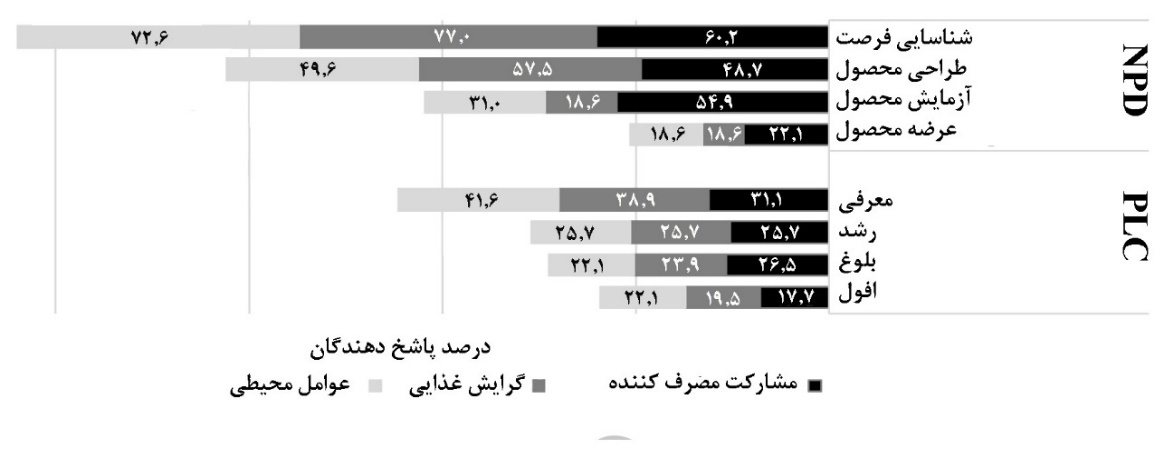 NPD
شناسایی فرصت ۶۰,۲ ۷۷,۰ ۷۲,۶
طراحی محصول ۴۸,۷ ۵۷,۵ ۴۹,۶
آزمایش محصول ۵۴,۹ ۱۸,۶ ۳۱,۰
عرضه محصول ۲۲,۱ ۱۸,۶ ۱۸,۶
PLC
معرفی ۳۱,۱ ۳۸,۹ ۴۱,۶
رشد ۲۵,۷ ۲۵,۷ ۲۵,۷
بلوغ ۲۶,۵ ۲۳,۹ ۲۲,۱
افول ۱۷,۷ ۱۹,۵ ۲۲,۱
درصد پاشخ دهندگان
مشارکت مصرف کننده گرایش غذایی عوامل محیطی